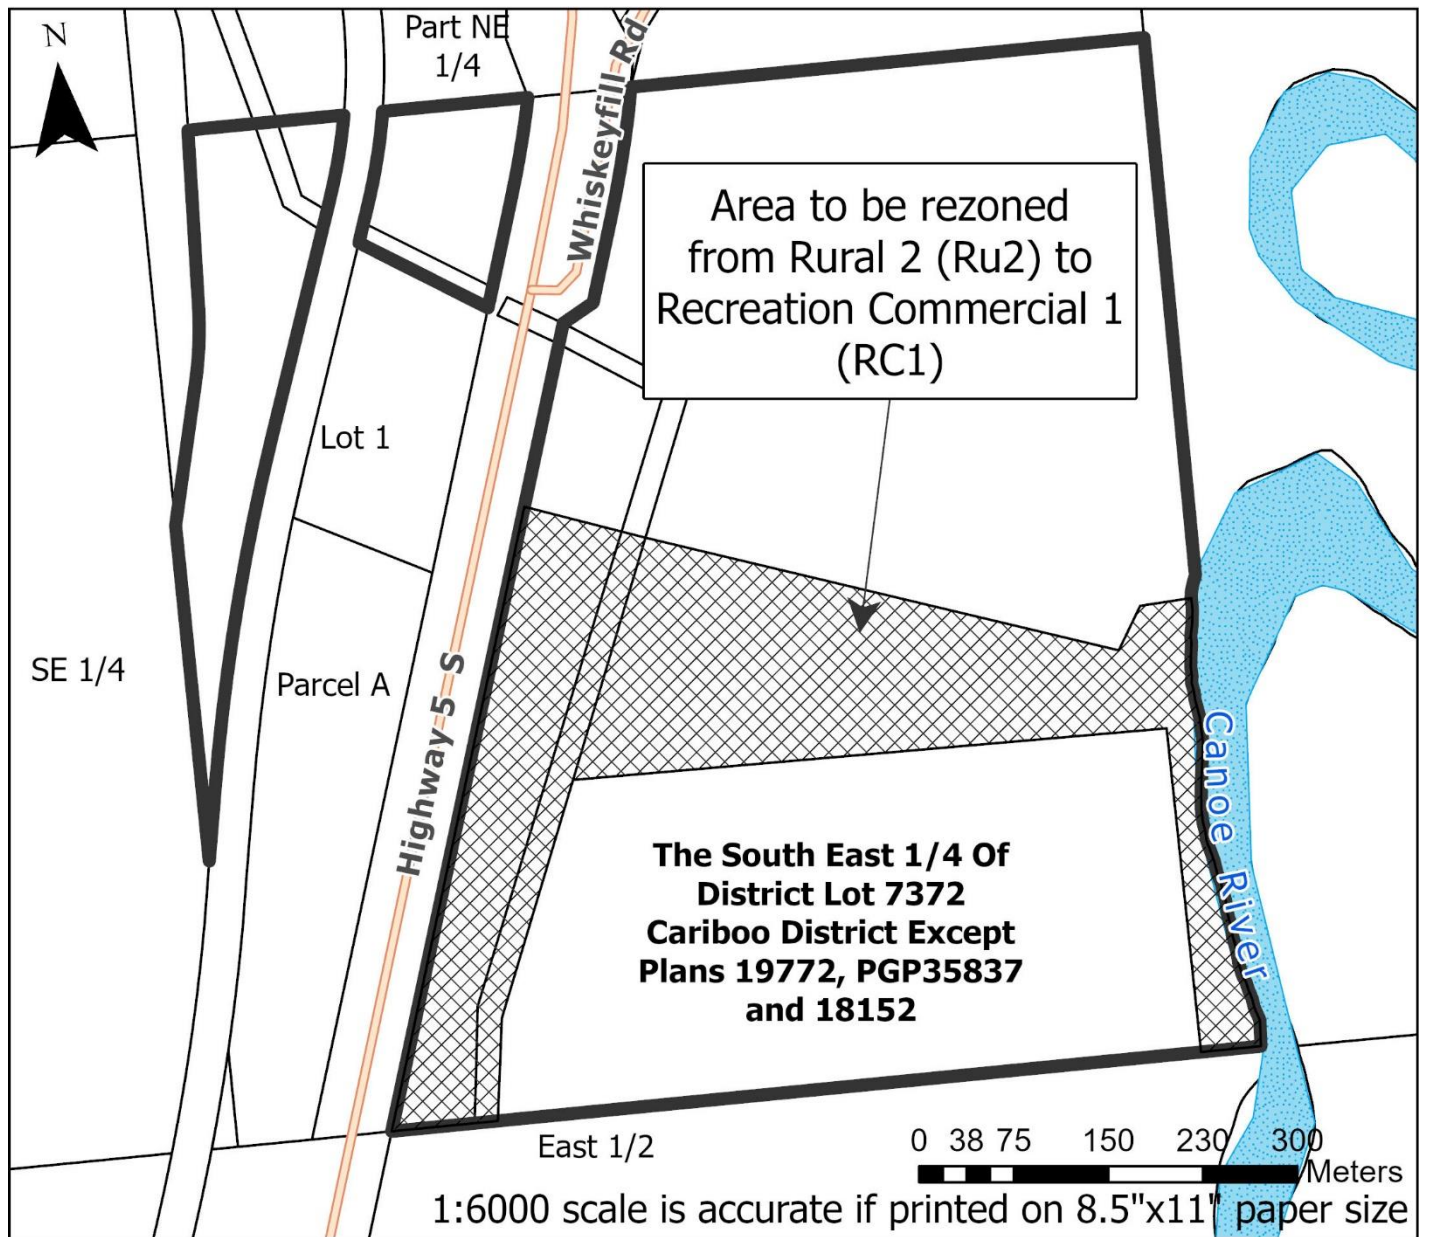 N
Part NE
1/4
Whiskeyfill Rd
Area to be rezoned
from Rural 2 (Ru2) to
Recreation Commercial 1
(RC1)
Lot 1
SE 1/4
Parcel A
Highway 5 S
Canoe River
The South East 1/4 Of
District Lot 7372
Cariboo District Except
Plans 19772, PGP35837
and 18152
East 1/2
0 38 75 150 230 300
Meters
1:6000 scale is accurate if printed on 8.5"x11" paper size